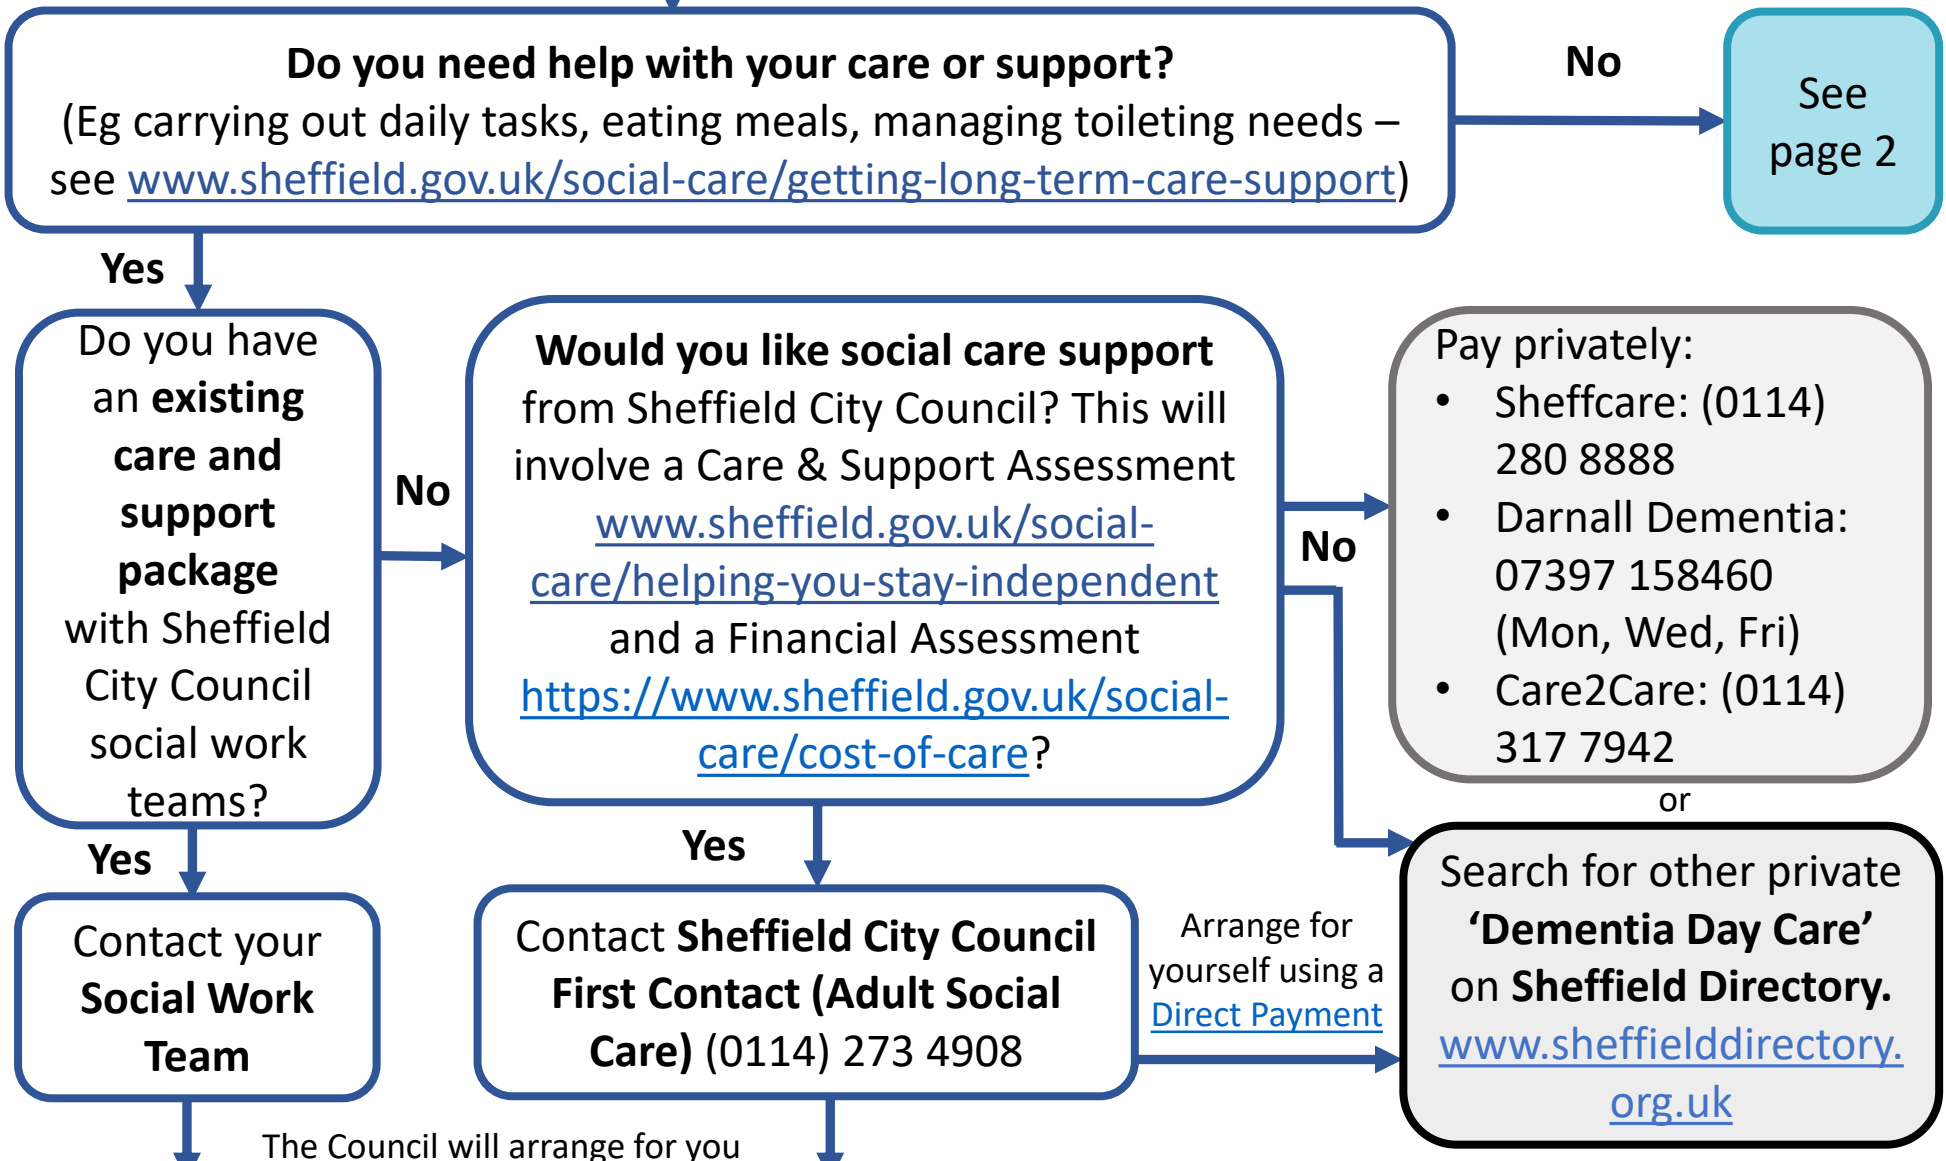 Do you need help with your care or support?
(Eg carrying out daily tasks, eating meals, managing toileting needs –
see www.sheffield.gov.uk/social-care/getting-long-term-care-support)
No
See
page 2
Yes
Do you have
an existing
care and
support
package
with Sheffield
City Council
social work
teams?
No
Would you like social care support
from Sheffield City Council? This will
involve a Care & Support Assessment
www.sheffield.gov.uk/social-
care/helping-you-stay-independent
and a Financial Assessment
https://www.sheffield.gov.uk/social-
care/cost-of-care?
No
Pay privately:
• Sheffcare: (0114)
280 8888
• Darnall Dementia:
07397 158460
(Mon, Wed, Fri)
• Care2Care: (0114)
317 7942
or
Search for other private
‘Dementia Day Care’
on Sheffield Directory.
www.sheffielddirectory.
org.uk
Yes
Contact your
Social Work
Team
Yes
Contact Sheffield City Council
First Contact (Adult Social
Care) (0114) 273 4908
Arrange for
yourself using a
Direct Payment
The Council will arrange for you